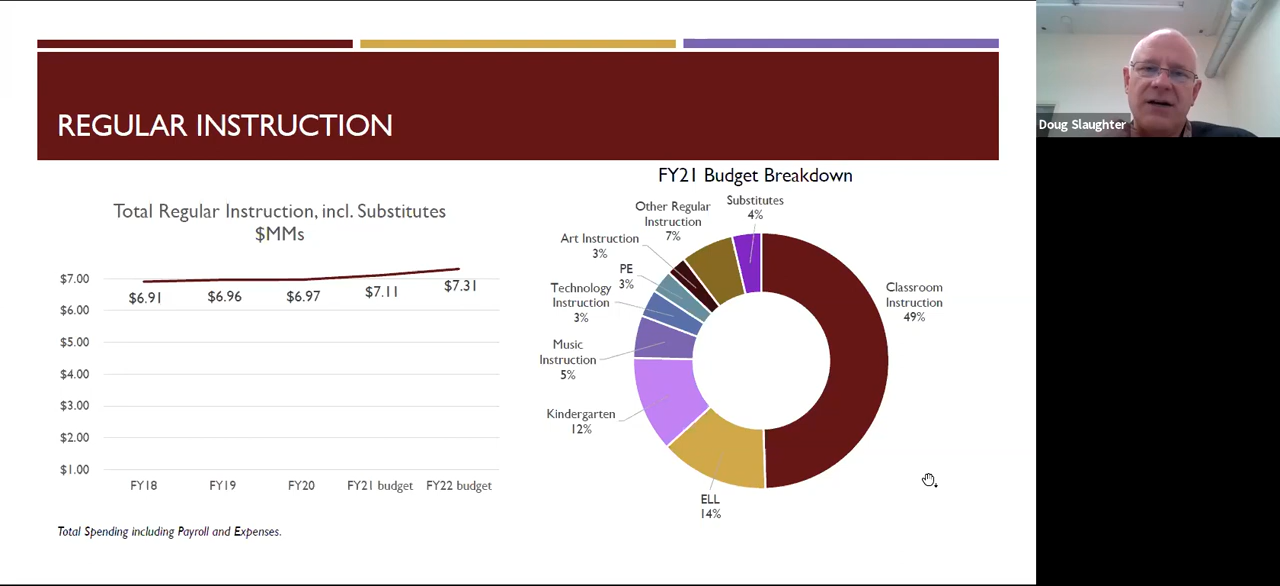 REGULAR INSTRUCTION
Total Regular Instruction, incl. Substitutes
$MMs
$7.00
$6.00
$5.00
$4.00
$3.00
$2.00
$1.00
$6.91
$6.96
$6.97
$7.11
$7.31
FY18
FY19
FY20
FY21 budget
FY22 budget
Total Spending including Payroll and Expenses.
FY21 Budget Breakdown
Substitutes
4%
Other Regular
Instruction
7%
Art Instruction
3%
PE
3%
Technology
Instruction
3%
Music
Instruction
5%
Kindergarten
12%
ELL
14%
Classroom
Instruction
49%
Doug Slaughter